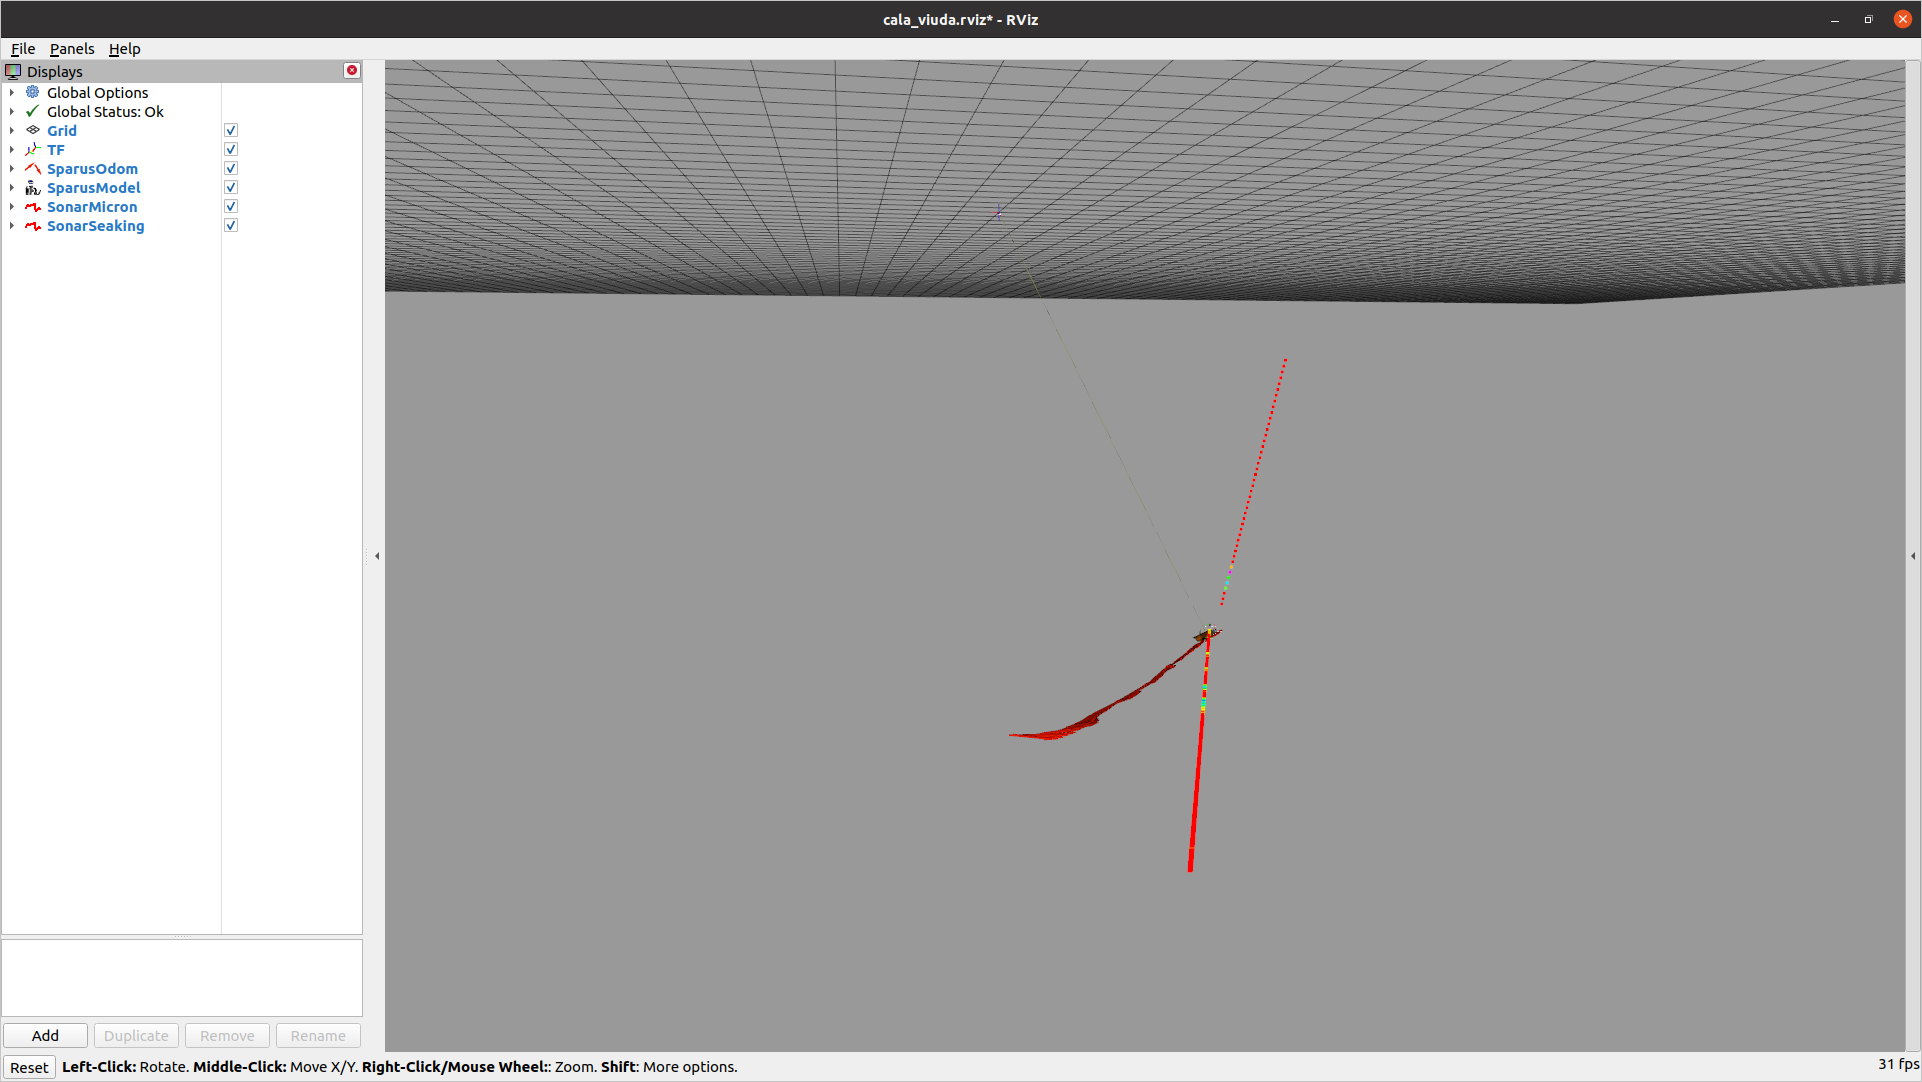 cala_viuda.rviz* - RViz
File Panels Help
Displays
Global Options
Global Status: Ok
Grid
TF
SparusOdom
SparusModel
SonarMicron
SonarSeaking
Add Duplicate Remove Rename
Reset Left-Click: Rotate. Middle-Click: Move X/Y. Right-Click/Mouse Wheel:: Zoom. Shift: More options. 31 fps